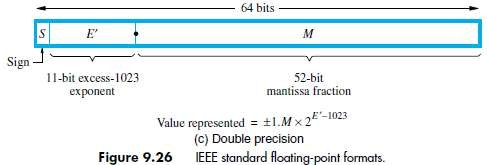 64 bits
S E′ M
Sign
11-bit excess-1023
exponent
52-bit
mantissa fraction
Value represented = ±1.M × 2^E′−1023
(c) Double precision
Figure 9.26 IEEE standard floating-point formats.